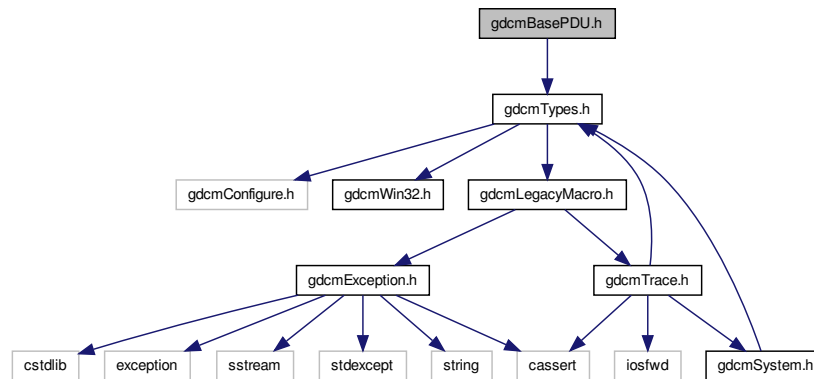 gdcmBasePDU.h
gdcmTypes.h
gdcmConfigure.h
gdcmWin32.h
gdcmLegacyMacro.h
gdcmException.h
gdcmTrace.h
cstdlib
exception
sstream
stdexcept
string
cassert
iosfwd
gdcmSystem.h